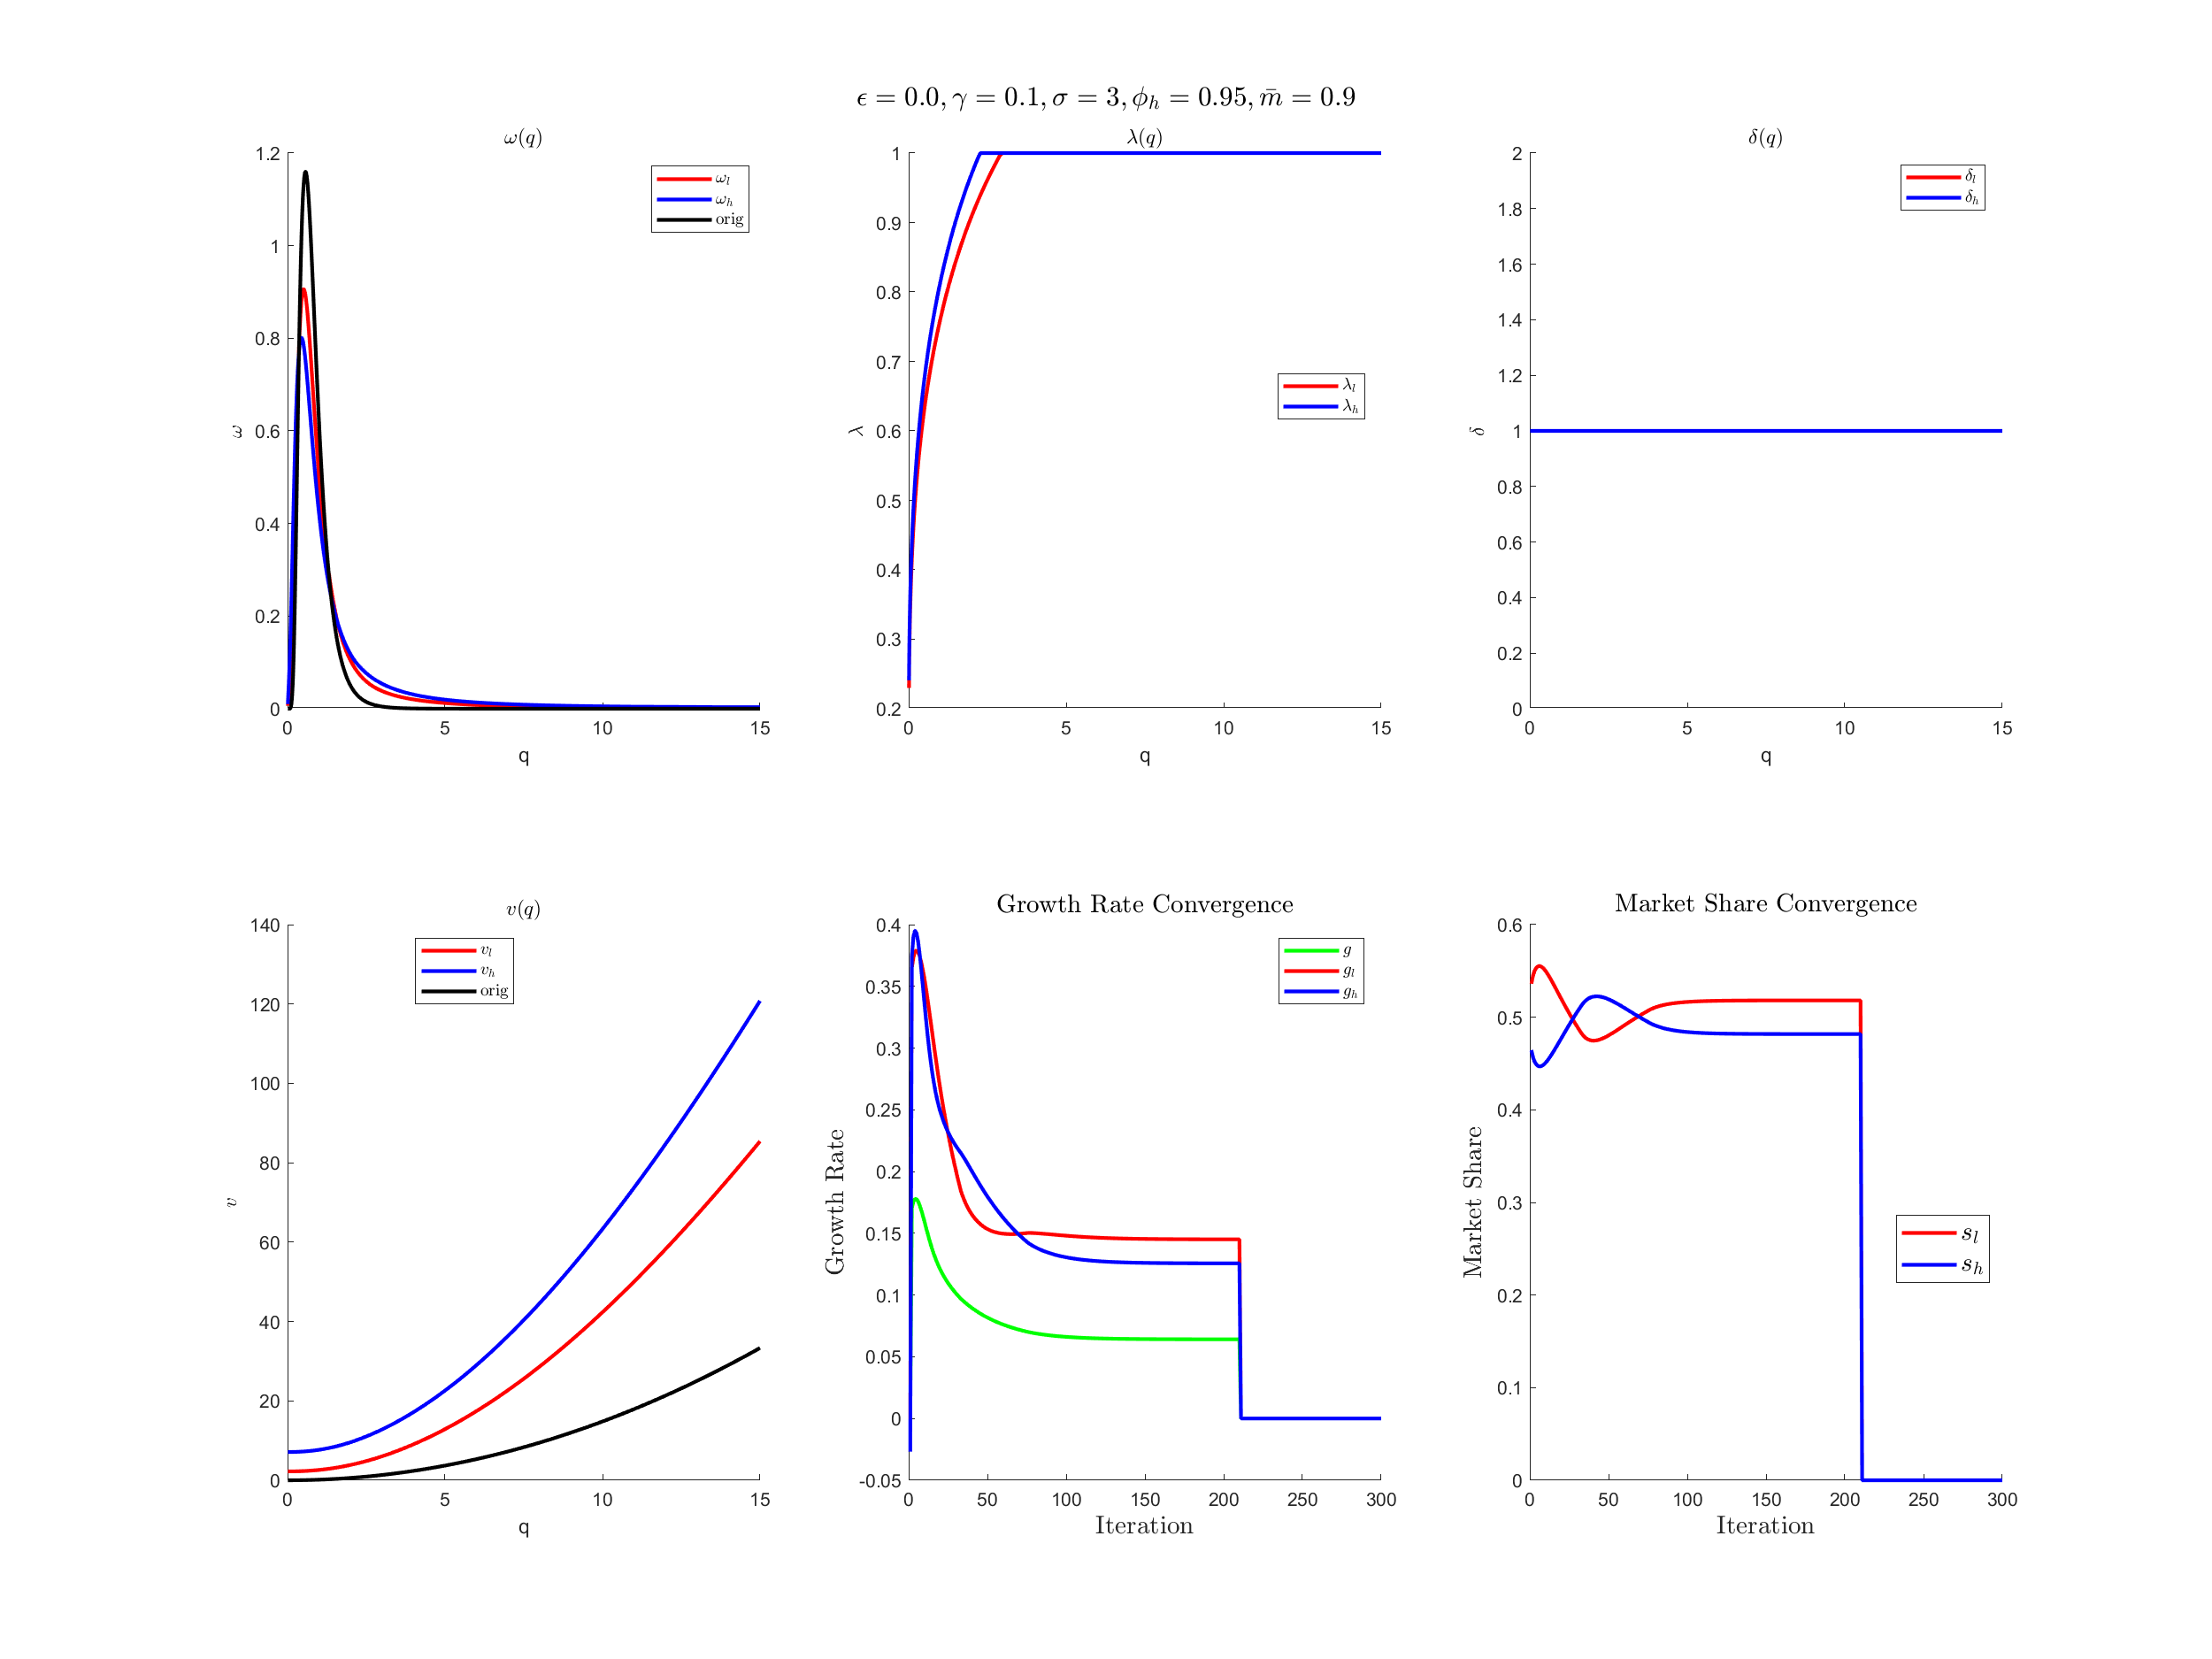 ϵ = 0.0, γ = 0.1, σ = 3, ϕ_h = 0.95, m̄ = 0.9
ω(q)
1.2
1
0.8
0.6
0.4
0.2
0
ω
0 5 10 15
q
ω_l
ω_h
orig
λ(q)
1
0.9
0.8
0.7
0.6
0.5
0.4
0.3
0.2
λ
0 5 10 15
q
λ_l
λ_h
δ(q)
2
1.8
1.6
1.4
1.2
1
0.8
0.6
0.4
0.2
0
δ
0 5 10 15
q
δ_l
δ_h
v(q)
140
120
100
80
60
40
20
0
v
0 5 10 15
q
v_l
v_h
orig
Growth Rate Convergence
0.4
0.35
0.3
0.25
0.2
0.15
0.1
0.05
0
-0.05
Growth Rate
0 50 100 150 200 250 300
Iteration
g
g_l
g_h
Market Share Convergence
0.6
0.5
0.4
0.3
0.2
0.1
0
Market Share
0 50 100 150 200 250 300
Iteration
s_l
s_h